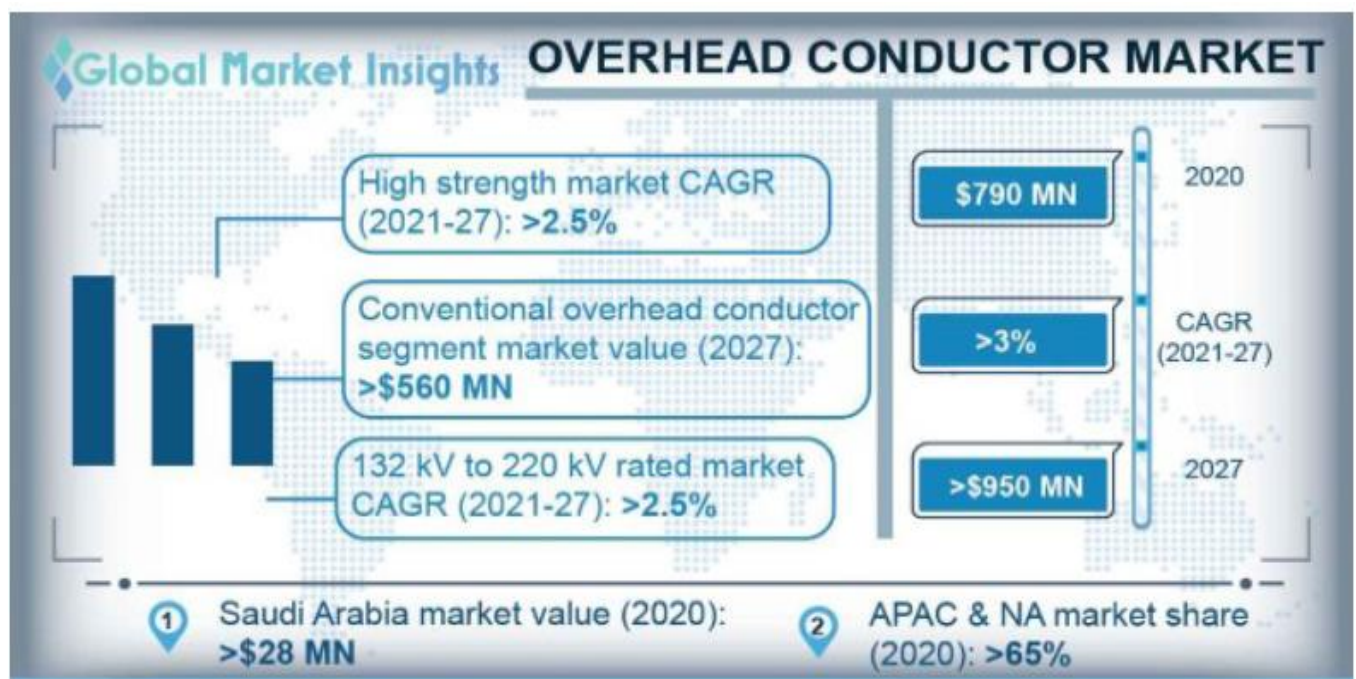 Global Market Insights
OVERHEAD CONDUCTOR MARKET
High strength market CAGR
(2021-27): >2.5%
Conventional overhead conductor
segment market value (2027):
>$560 MN
132 kV to 220 kV rated market
CAGR (2021-27): >2.5%
$790 MN
2020
>3%
CAGR
(2021-27)
>$950 MN
2027
1
Saudi Arabia market value (2020):
>$28 MN
2
APAC & NA market share
(2020): >65%